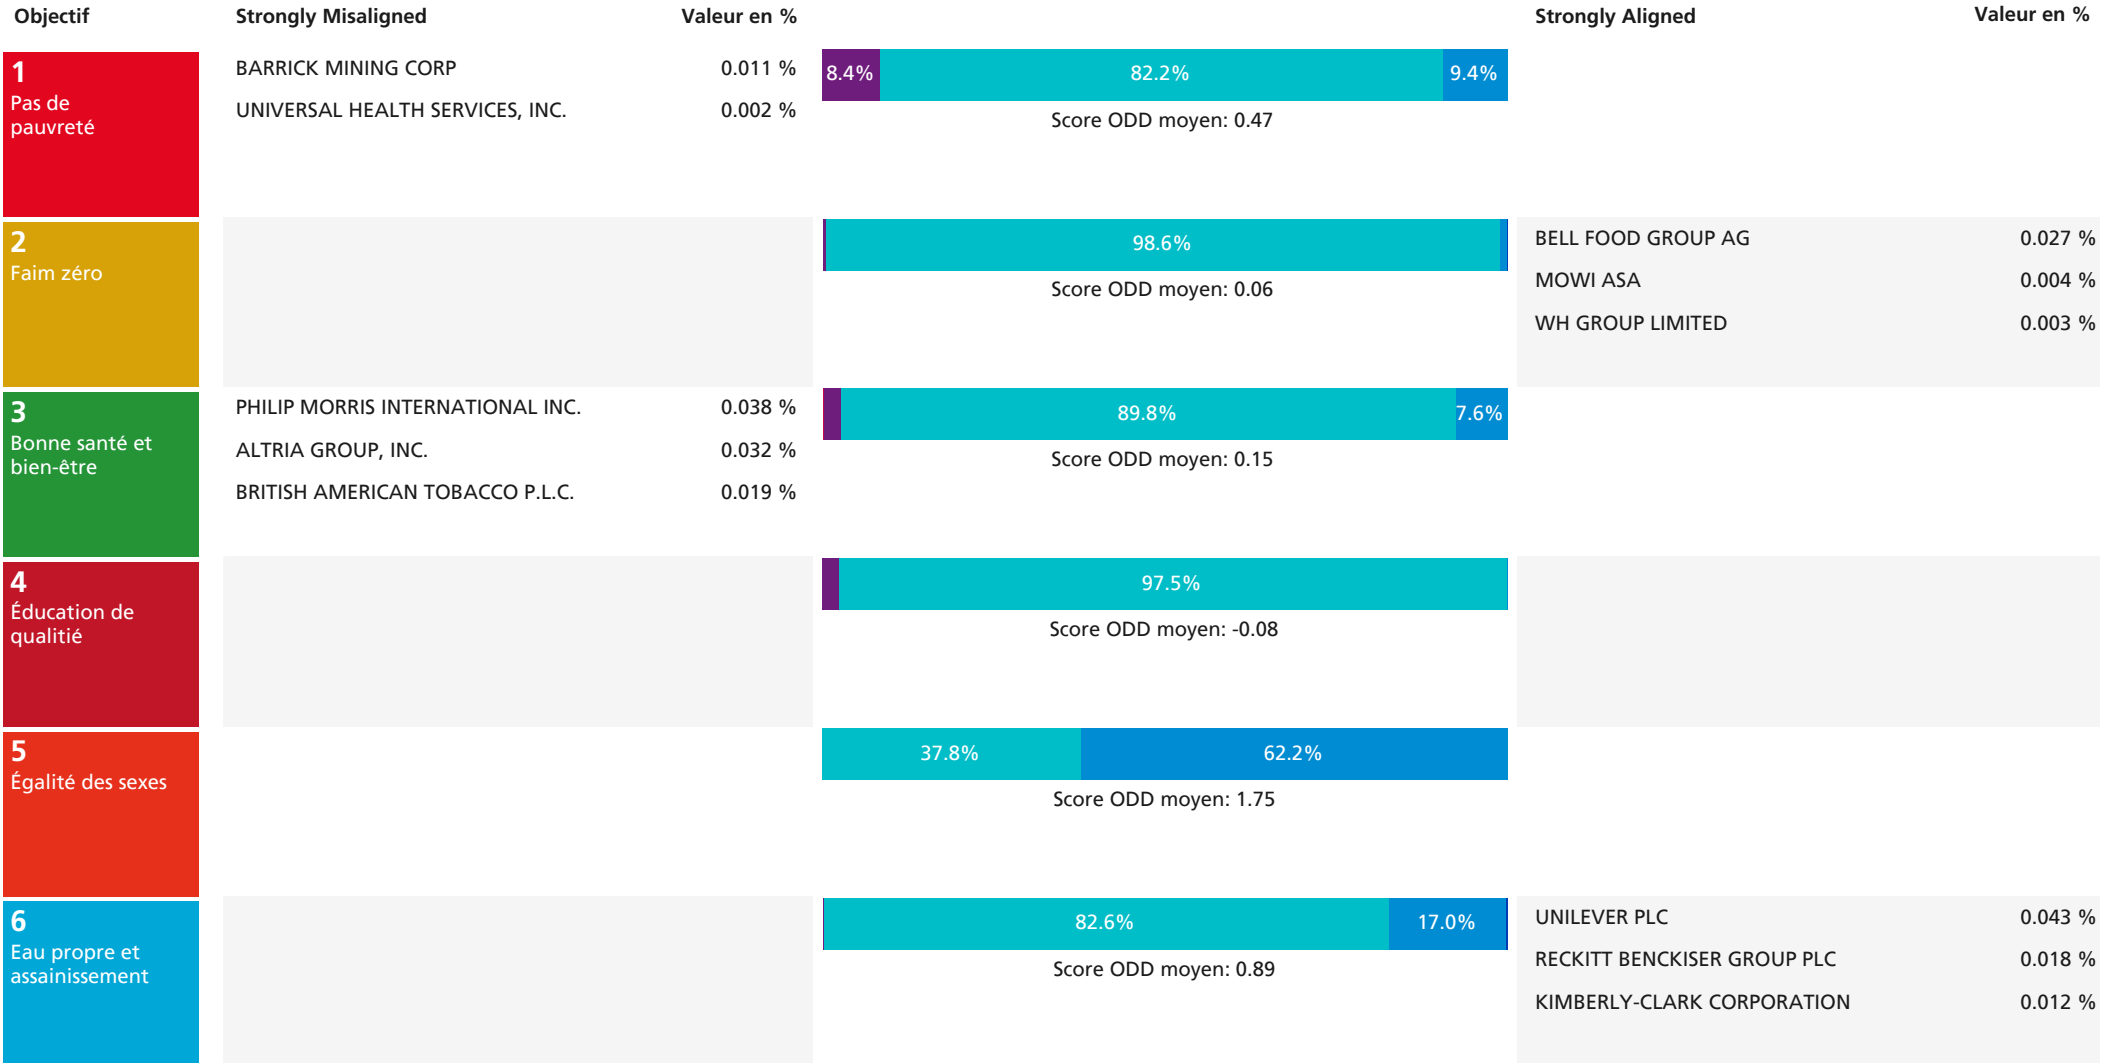 Objectif Strongly Misaligned Valeur en % Strongly Aligned Valeur en %
1
Pas de
pauvreté
BARRICK MINING CORP 0.011 %
UNIVERSAL HEALTH SERVICES, INC. 0.002 %
8.4% 82.2% 9.4%
Score ODD moyen: 0.47
2
Faim zéro
98.6%
Score ODD moyen: 0.06
BELL FOOD GROUP AG 0.027 %
MOWI ASA 0.004 %
WH GROUP LIMITED 0.003 %
3
Bonne santé et
bien-être
PHILIP MORRIS INTERNATIONAL INC. 0.038 %
ALTRIA GROUP, INC. 0.032 %
BRITISH AMERICAN TOBACCO P.L.C. 0.019 %
89.8% 7.6%
Score ODD moyen: 0.15
4
Éducation de
qualitié
97.5%
Score ODD moyen: -0.08
5
Égalité des sexes
37.8% 62.2%
Score ODD moyen: 1.75
6
Eau propre et
assainissement
82.6% 17.0%
Score ODD moyen: 0.89
UNILEVER PLC 0.043 %
RECKITT BENCKISER GROUP PLC 0.018 %
KIMBERLY-CLARK CORPORATION 0.012 %